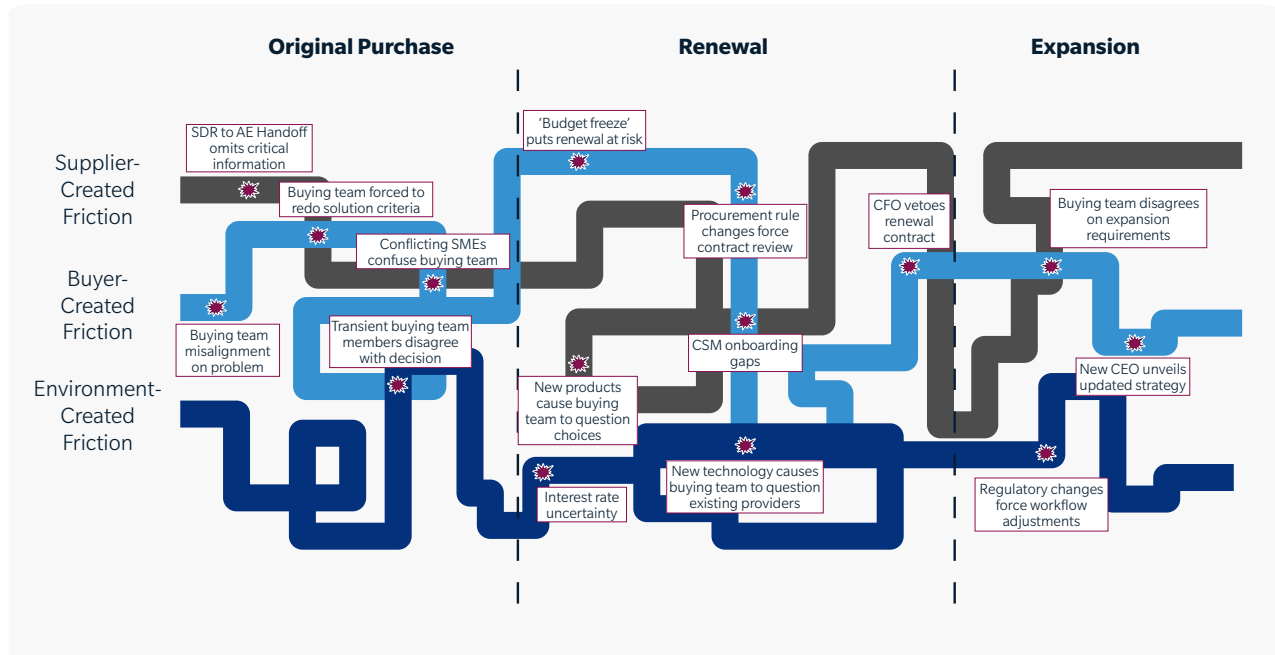 Original Purchase
Renewal
Expansion
Supplier-
Created
Friction
Buyer-
Created
Friction
Environment-
Created
Friction
SDR to AE Handoff
omits critical
information
Buying team forced to
redo solution criteria
Conflicting SMEs
confuse buying team
Buying team
misalignment
on problem
Transient buying team
members disagree
with decision
‘Budget freeze’
puts renewal at risk
Procurement rule
changes force
contract review
CSM onboarding
gaps
New products
cause buying
team to question
choices
Interest rate
uncertainty
New technology causes
buying team to question
existing providers
CFO vetoes
renewal
contract
Buying team disagrees
on expansion
requirements
New CEO unveils
updated strategy
Regulatory changes
force workflow
adjustments